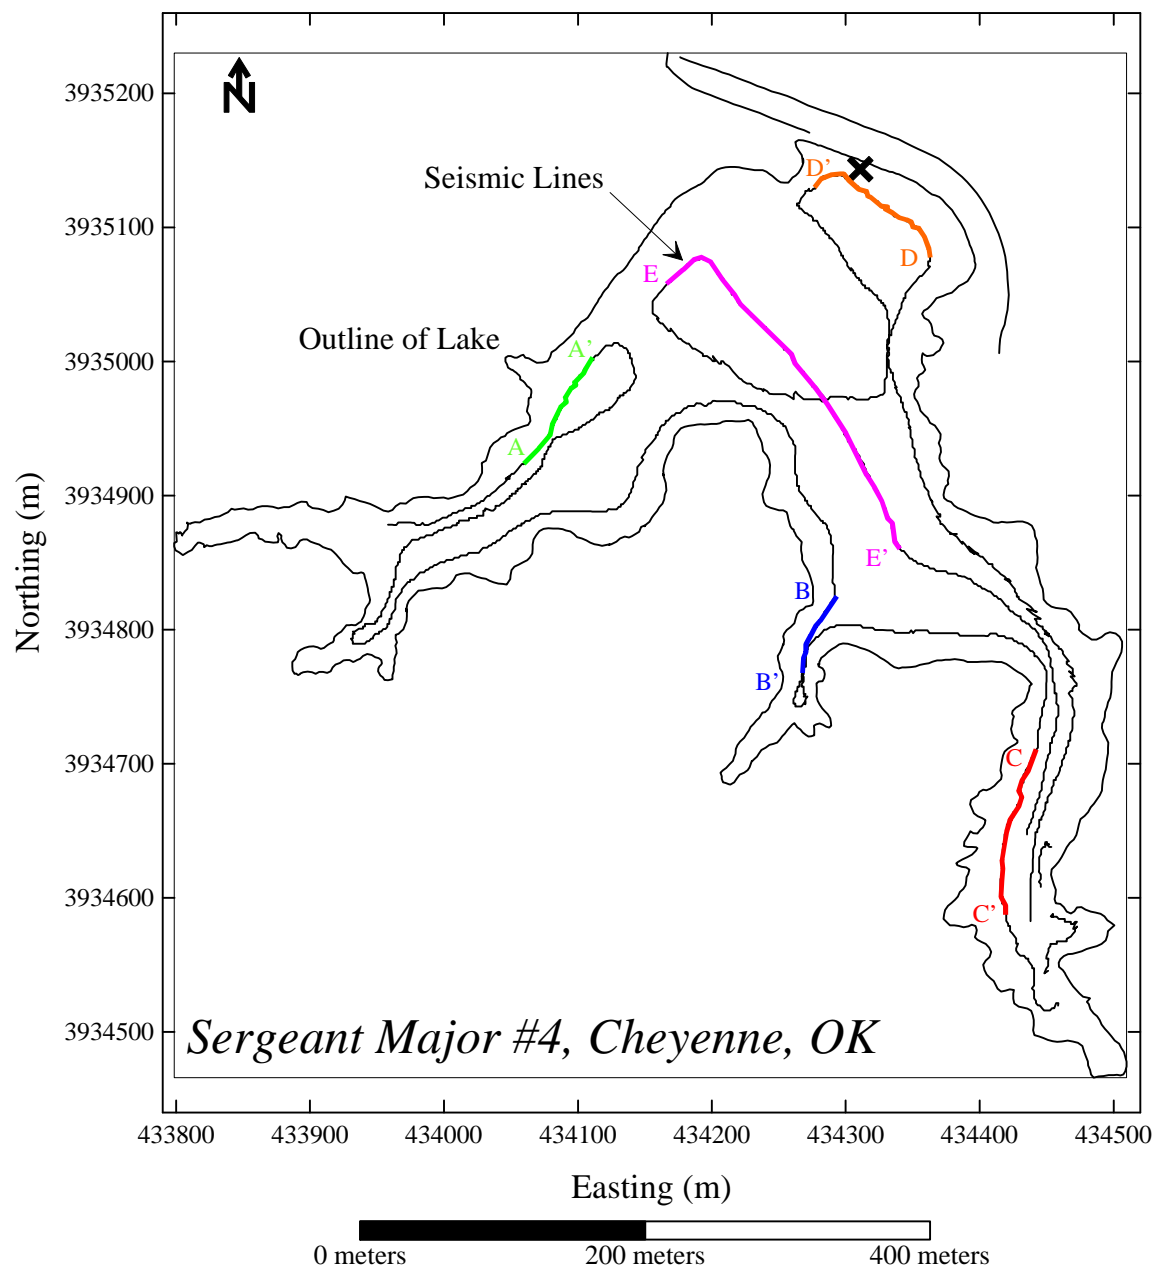 N
3935200
D’
Seismic Lines
3935100
D
E
Outline of Lake
A’
3935000
A
3934900
E’
B
3934800
B’
3934700
C
3934600
C’
3934500
Sergeant Major #4, Cheyenne, OK
Northing (m)
433800 433900 434000 434100 434200 434300 434400 434500
Easting (m)
0 meters 200 meters 400 meters